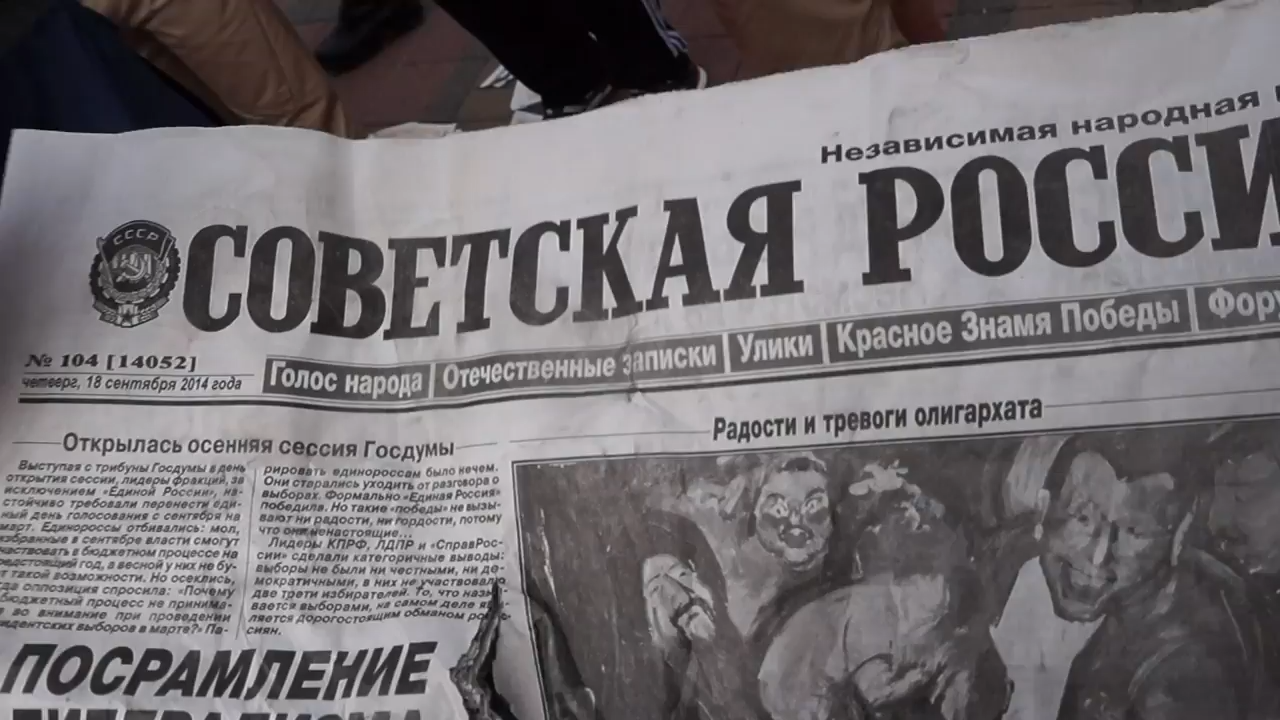 Независимая народная
СОВЕТСКАЯ РОССИ
СССР
№ 104 [14052]
четверг, 18 сентября 2014 года
Голос народа | Отечественные записки | Улики | Красное Знамя Победы | Фору
Открылась осенняя сессия Госдумы
Выступая с трибуны Госдумы в день
открытия сессии, лидеры фракций, за
исключением «Единой России», на-
стойчиво требовали перенести еди-
ный день голосования с сентября на
март. Единороссы отбивались: мол,
избранные в сентябре власти смогут
частвовать в бюджетном процессе на
редстоящий год, а весной у них не бу-
т такой возможности. Но осеклись,
да оппозиция спросила: «Почему
бюджетный процесс не принима-
во внимание при проведении
идентских выборов в марте?» Па-
рировать единороссам было нечем.
Они старались уходить от разговора о
выборах. Формально «Единая Россия»
победила. Но такие «победы» не вызы-
вают ни радости, ни гордости, потому
что они ненастоящие...
Лидеры КПРФ, ЛДПР и «СправРос-
сии» сделали категоричные выводы:
выборы не были ни честными, ни де-
мократичными, в них не участвовало
две трети избирателей. То, что назы-
вается выборами, на самом деле яв-
ляется дорогостоящим обманом рос-
сиян.
ПОСРАМЛЕНИЕ
ЛИБЕРАЛИЗМА
Радости и тревоги олигархата